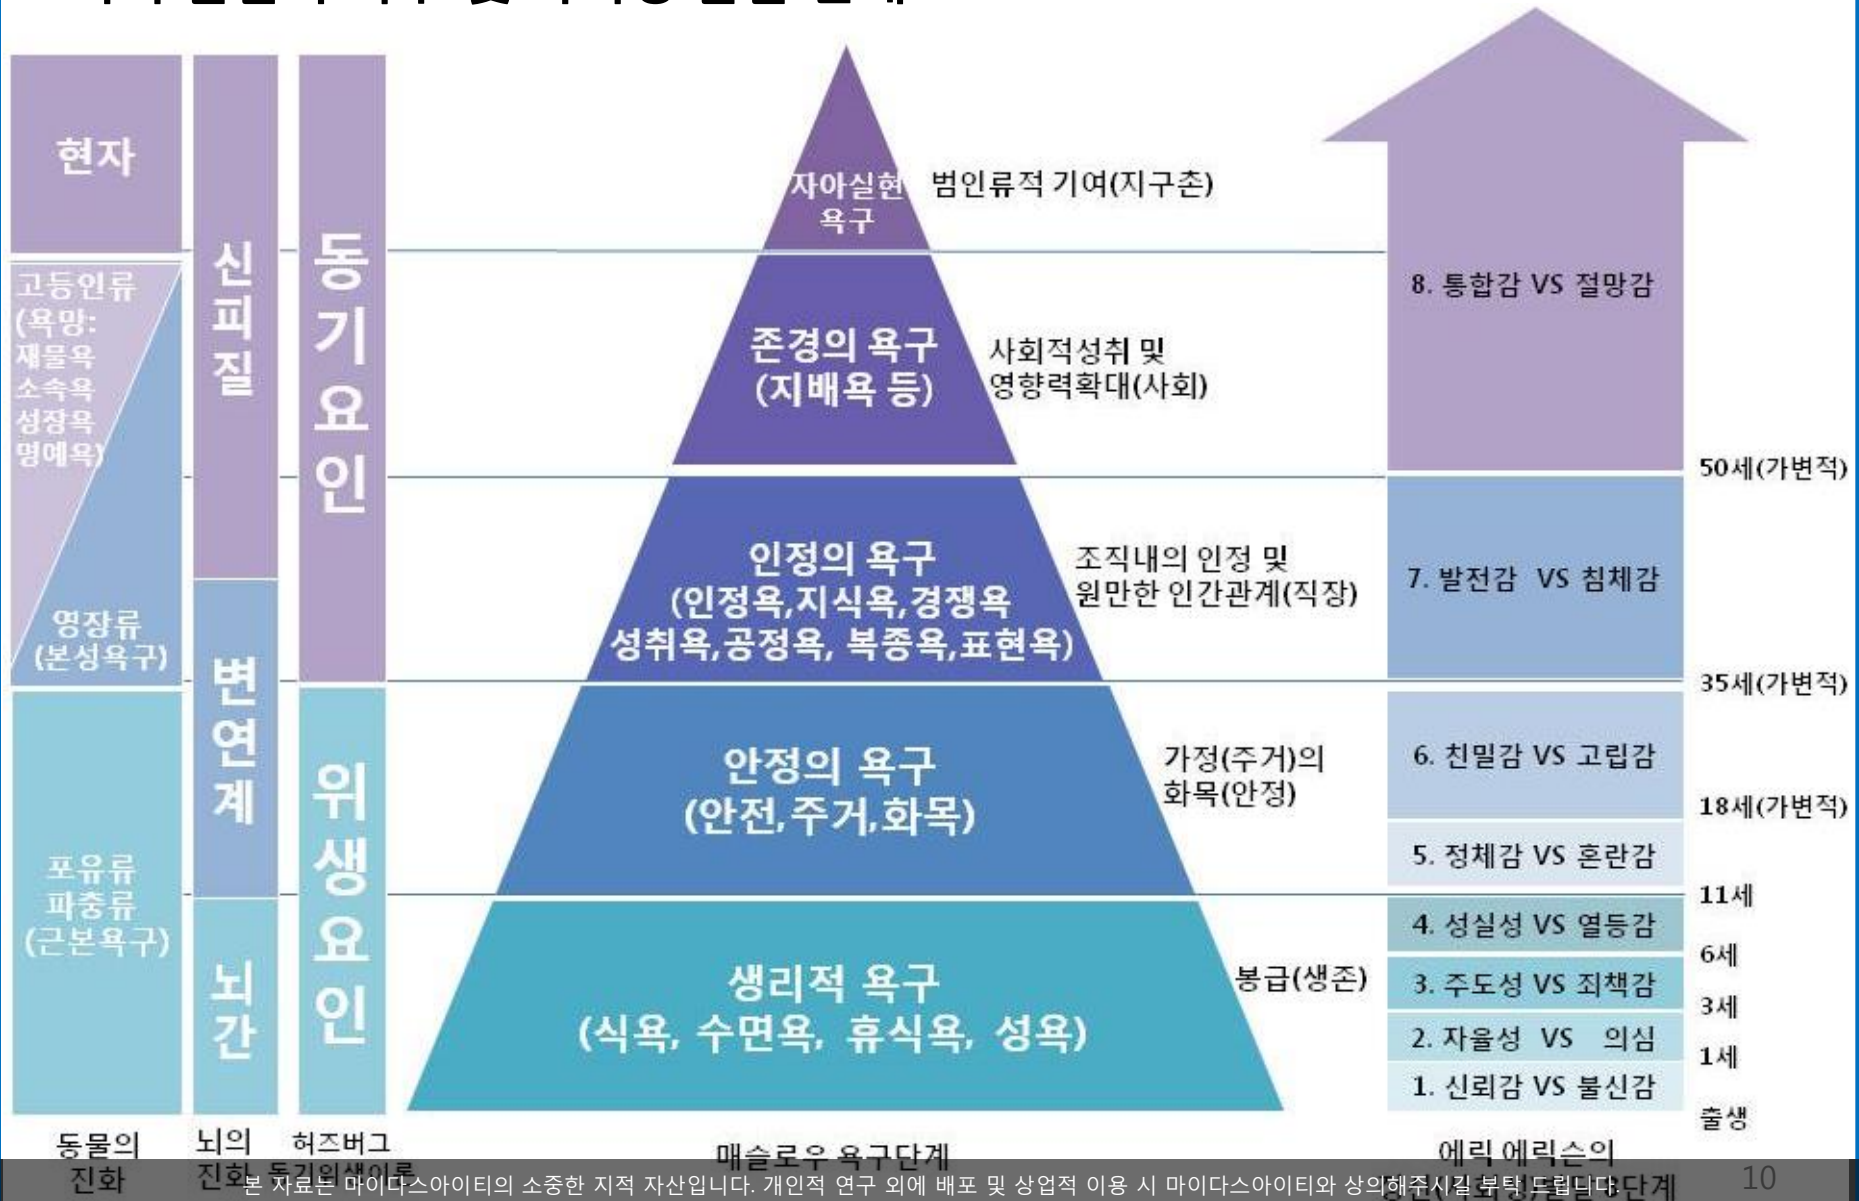 현자
고등인류
(욕망:
재물욕
소속욕
성장욕
명예욕)
영장류
(본성욕구)
포유류
파충류
(근본욕구)
동물의
진화
신피질
변연계
뇌간
뇌의
진화
동기요인
위생요인
허즈버그
동기위생이론
자아실현
욕구
범인류적 기여(지구촌)
존경의 욕구
(지배욕 등)
사회적성취 및
영향력확대(사회)
인정의 욕구
(인정욕,지식욕,경쟁욕
성취욕,공정욕, 복종욕,표현욕)
조직내의 인정 및
원만한 인간관계(직장)
안정의 욕구
(안전,주거,화목)
가정(주거)의
화목(안정)
생리적 욕구
(식욕, 수면욕, 휴식욕, 성욕)
봉급(생존)
매슬로우 욕구단계
8. 통합감 VS 절망감
50세(가변적)
7. 발전감 VS 침체감
35세(가변적)
6. 친밀감 VS 고립감
18세(가변적)
5. 정체감 VS 혼란감
11세
4. 성실성 VS 열등감
6세
3. 주도성 VS 죄책감
3세
2. 자율성 VS 의심
1세
1. 신뢰감 VS 불신감
출생
에릭 에릭슨의
본 자료는 마이다스아이티의 소중한 지적 자산입니다. 개인적 연구 외에 배포 및 상업적 이용 시 마이다스아이티와 상의해주시길 부탁 드립니다.
10